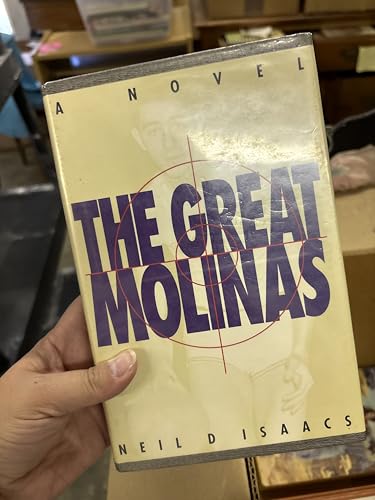 A NOVEL
THE GREAT
MOLINAS
NEIL D ISAACS